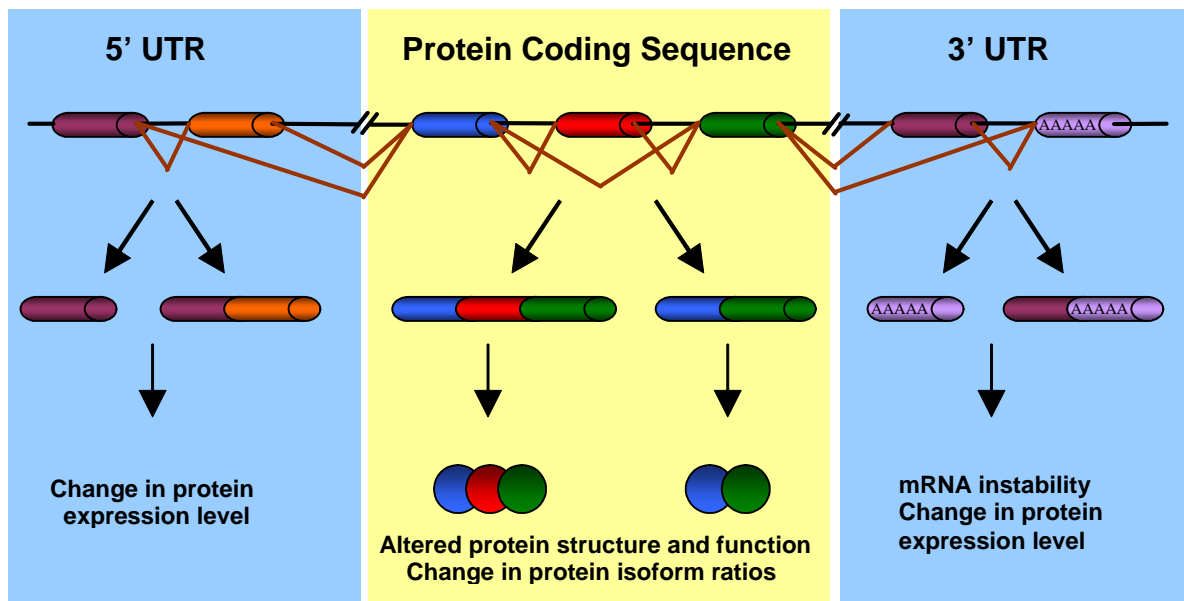 5’ UTR
Protein Coding Sequence
3’ UTR
AAAAA
AAAAA
AAAAA
Change in protein
expression level
Altered protein structure and function
Change in protein isoform ratios
mRNA instability
Change in protein
expression level